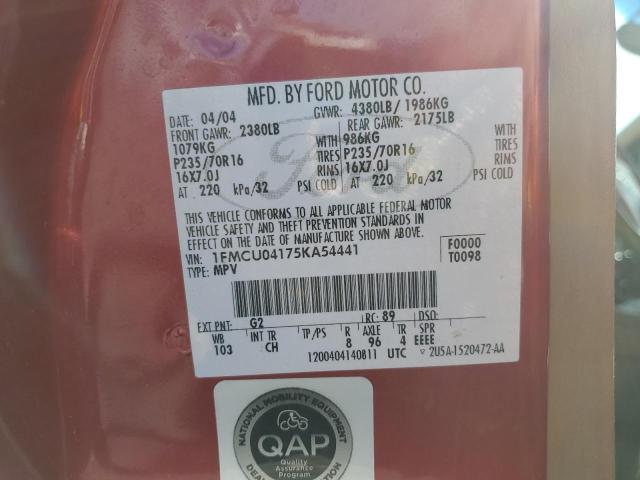 MFD. BY FORD MOTOR CO.
DATE: 04/04 GVWR: 4380LB/ 1986KG
FRONT GAWR: 2380LB REAR GAWR: 2175LB
1079KG WITH 986KG WITH
P235/70R16 TIRES P235/70R16 TIRES
16X7.0J RIMS 16X7.0J RIMS
AT 220 kPa/32 PSI COLD AT 220 kPa/32 PSI COLD
THIS VEHICLE CONFORMS TO ALL APPLICABLE FEDERAL MOTOR
VEHICLE SAFETY AND THEFT PREVENTION STANDARDS IN
EFFECT ON THE DATE OF MANUFACTURE SHOWN ABOVE.
VIN: 1FMCU04175KA54441 F0000
TYPE: MPV T0098
EXT PNT: G2 RC: 89 DSO:
WB INT TR TP/PS R AXLE TR SPR
103 CH 8 96 4 EEEE
1200404140811 UTC ▽ 2U5A-1520472-AA
Ford
NATIONAL MOBILITY EQUIPMENT
QAP
Quality
Assurance
Program